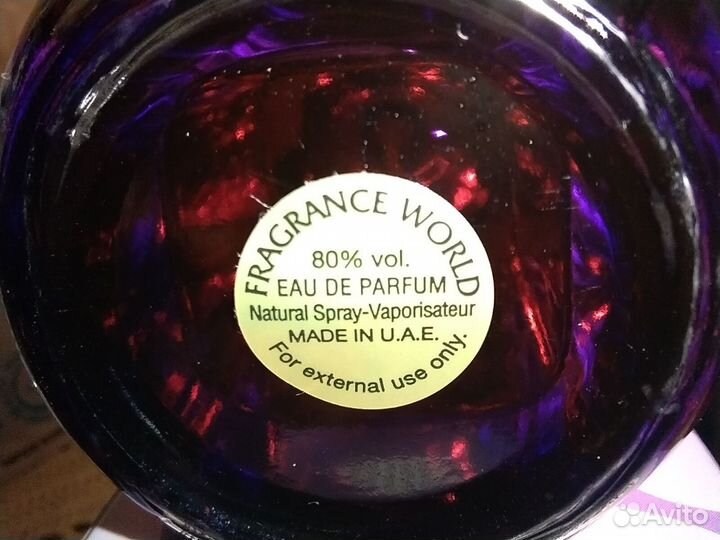 FRAGRANCE WORLD
80% vol.
EAU DE PARFUM
Natural Spray-Vaporisateur
MADE IN U.A.E.
For external use only.
Avito